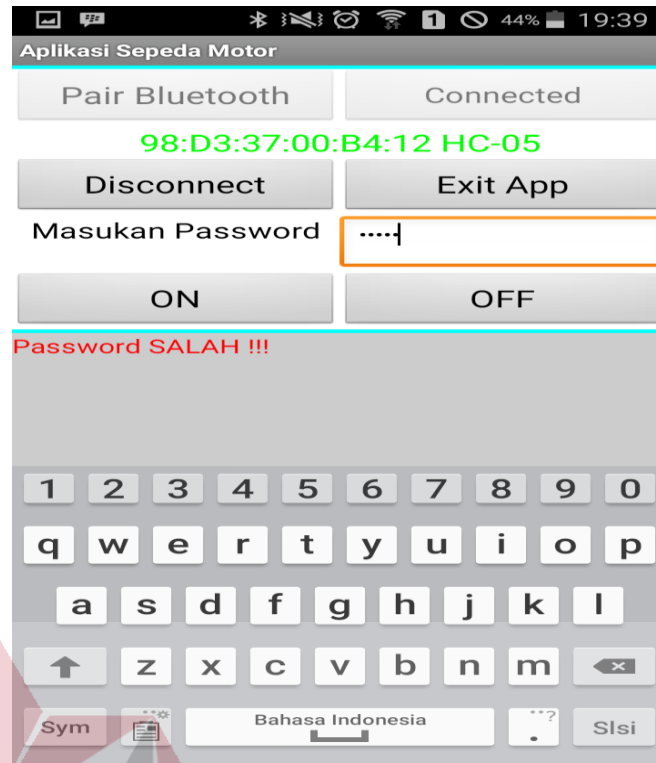 1 44% 19:39
Aplikasi Sepeda Motor
Pair Bluetooth Connected
98:D3:37:00:B4:12 HC-05
Disconnect Exit App
Masukan Password •••••
ON OFF
Password SALAH !!!
1 2 3 4 5 6 7 8 9 0
q w e r t y u i o p
a s d f g h j k l
z x c v b n m
Sym Bahasa Indonesia . ? Slsi